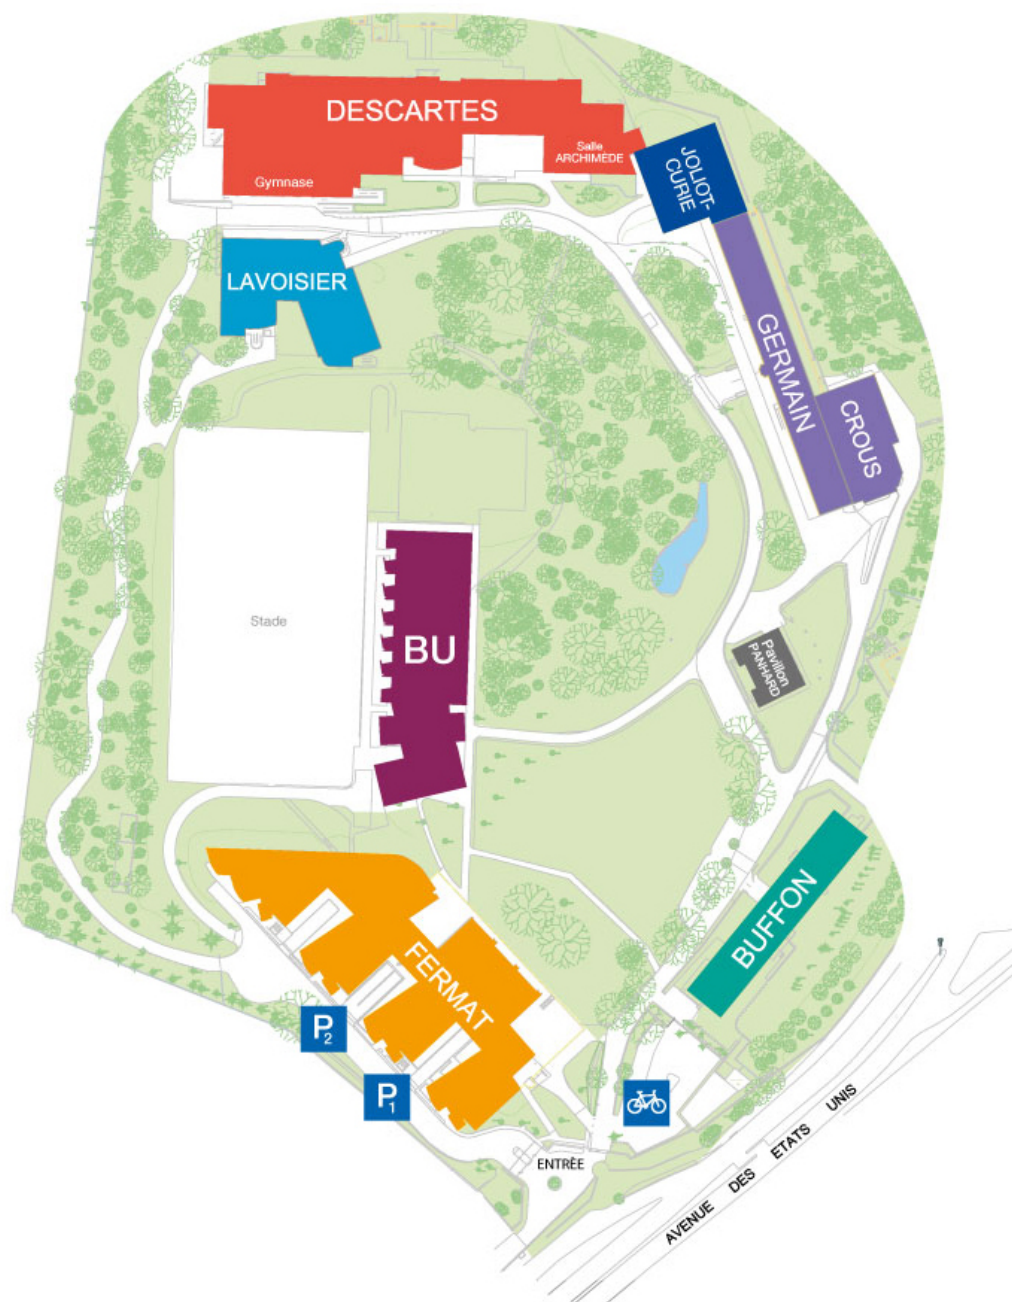 DESCARTES
Salle
ARCHIMÈDE
Gymnase
JOLIOT-
CURIE
LAVOISIER
GERMAIN
CROUS
Stade
BU
Pavillon
PANHARD
BUFFON
FERMAT
P2
P1
ENTRÈE
AVENUE DES ETATS UNIS